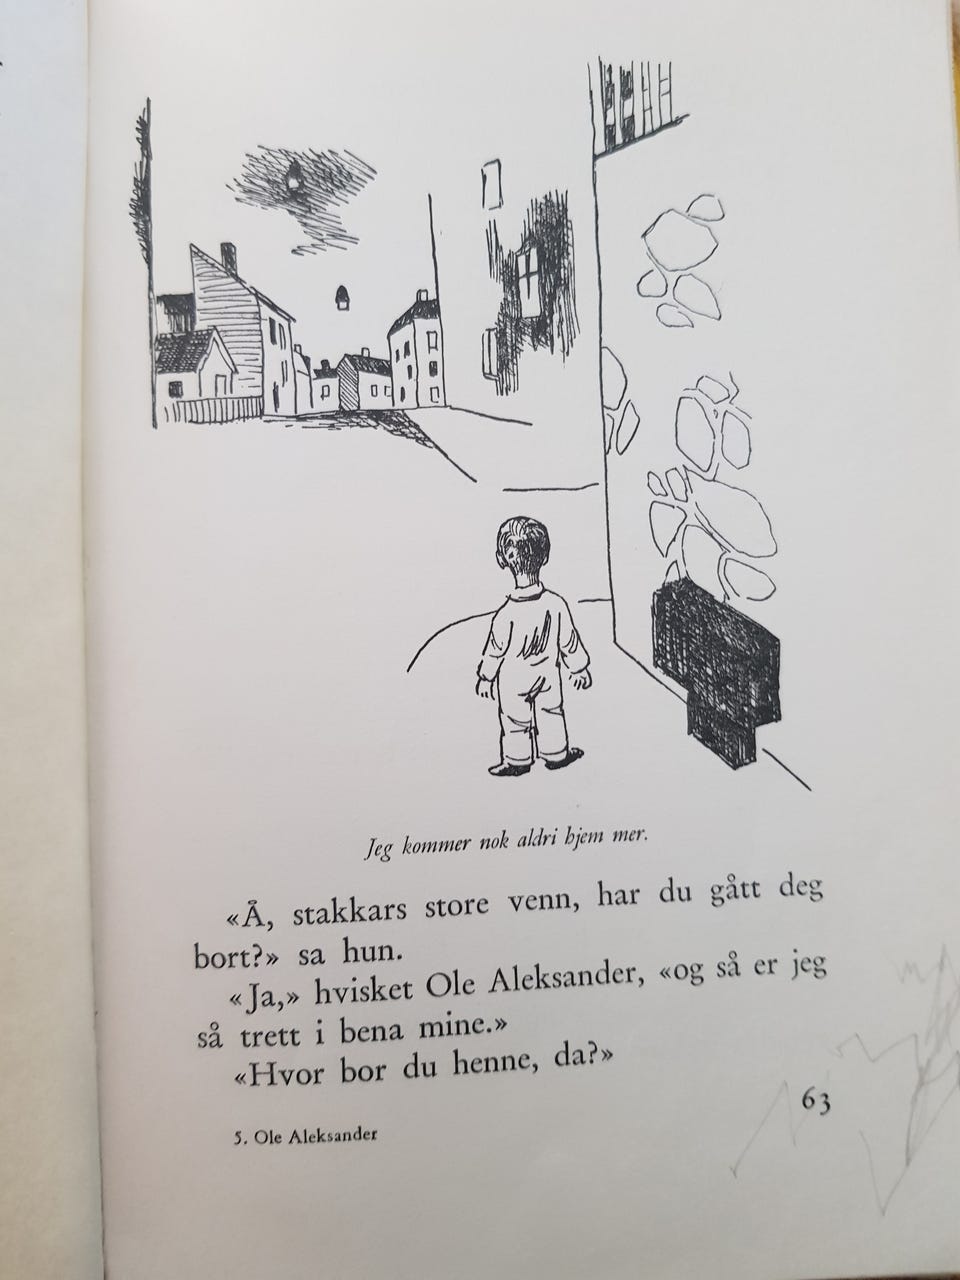 Jeg kommer nok aldri hjem mer.
«Å, stakkars store venn, har du gått deg
bort?» sa hun.
«Ja,» hvisket Ole Aleksander, «og så er jeg
så trett i bena mine.»
«Hvor bor du henne, da?»
63
5. Ole Aleksander